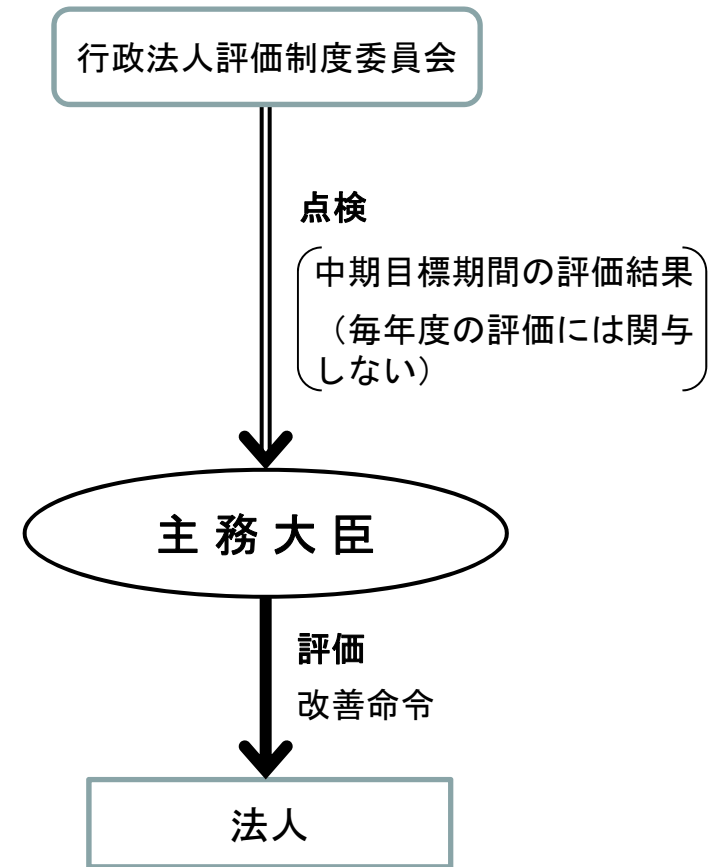 行政法人評価制度委員会
点検
中期目標期間の評価結果
（毎年度の評価には関与
しない）
主務大臣
評価
改善命令
法人